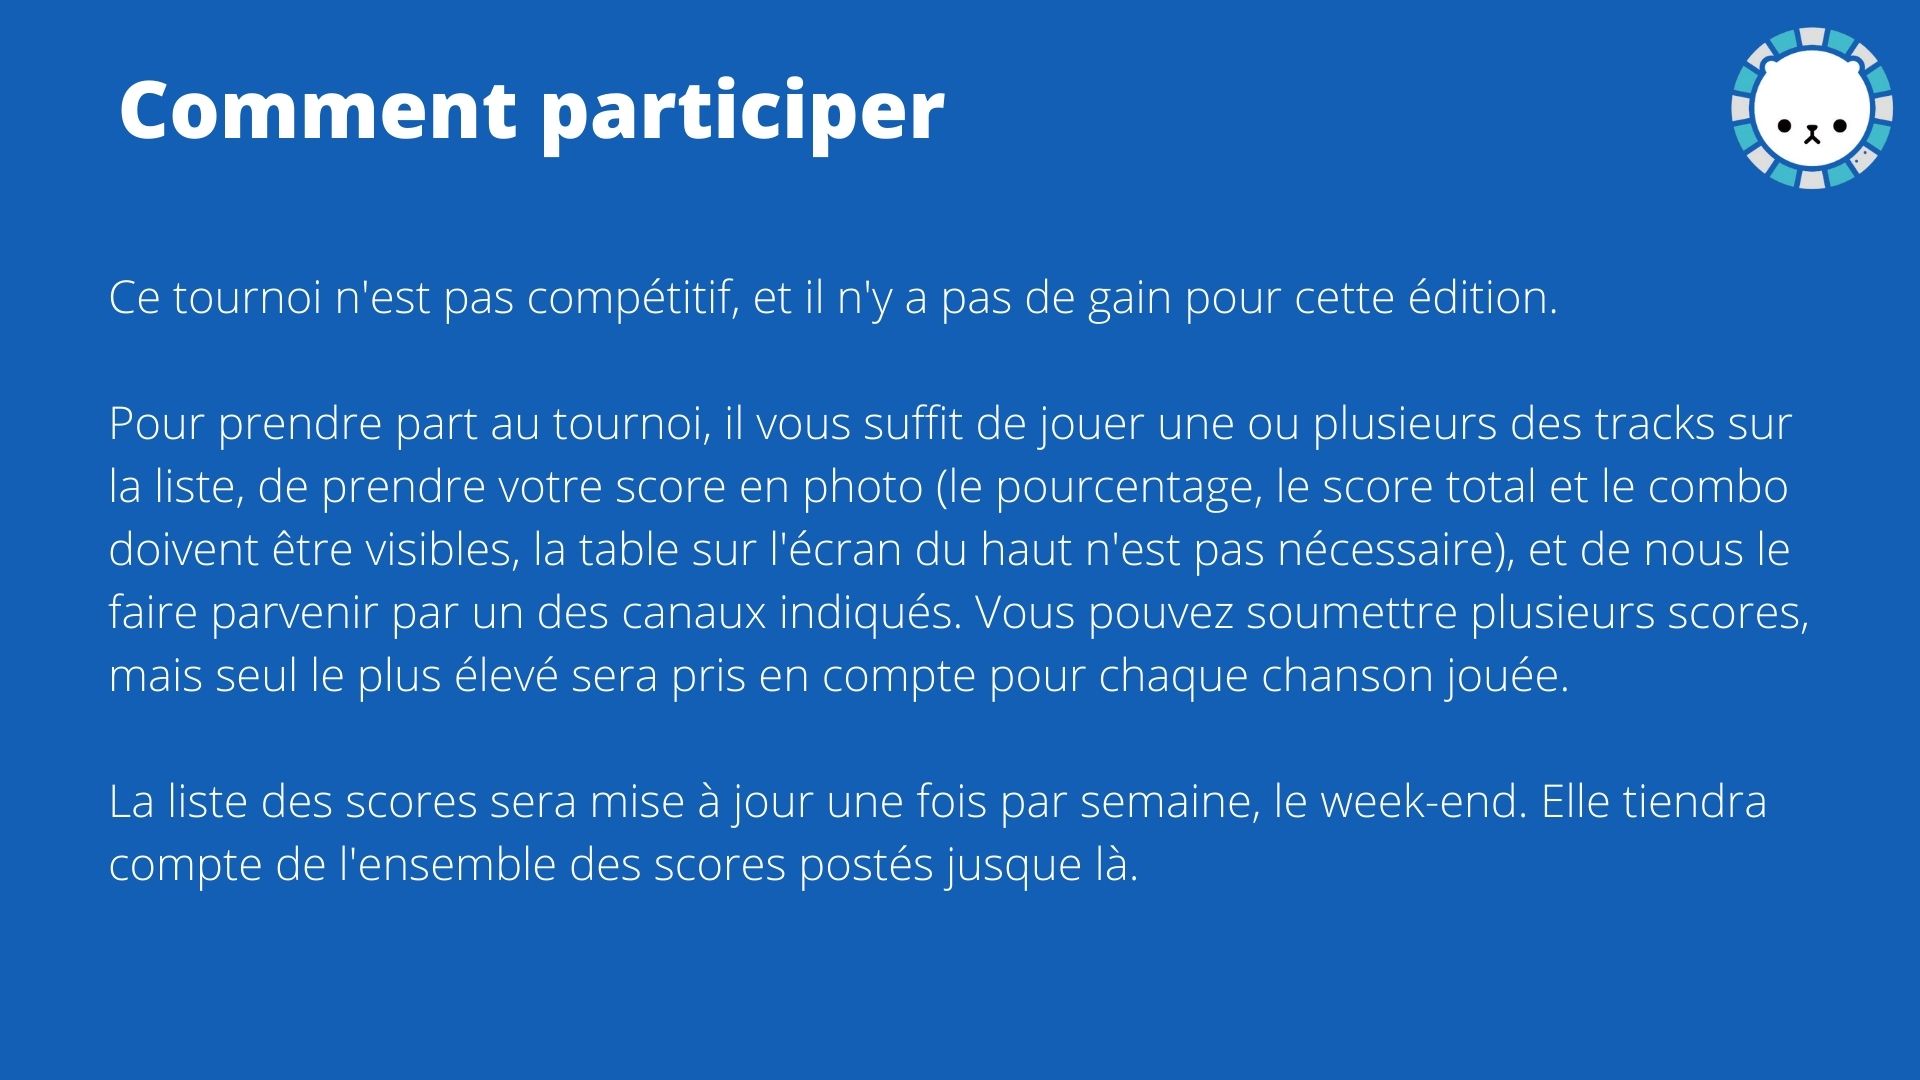 Comment participer
Ce tournoi n'est pas compétitif, et il n'y a pas de gain pour cette édition.
Pour prendre part au tournoi, il vous suffit de jouer une ou plusieurs des tracks sur
la liste, de prendre votre score en photo (le pourcentage, le score total et le combo
doivent être visibles, la table sur l'écran du haut n'est pas nécessaire), et de nous le
faire parvenir par un des canaux indiqués. Vous pouvez soumettre plusieurs scores,
mais seul le plus élevé sera pris en compte pour chaque chanson jouée.
La liste des scores sera mise à jour une fois par semaine, le week-end. Elle tiendra
compte de l'ensemble des scores postés jusque là.